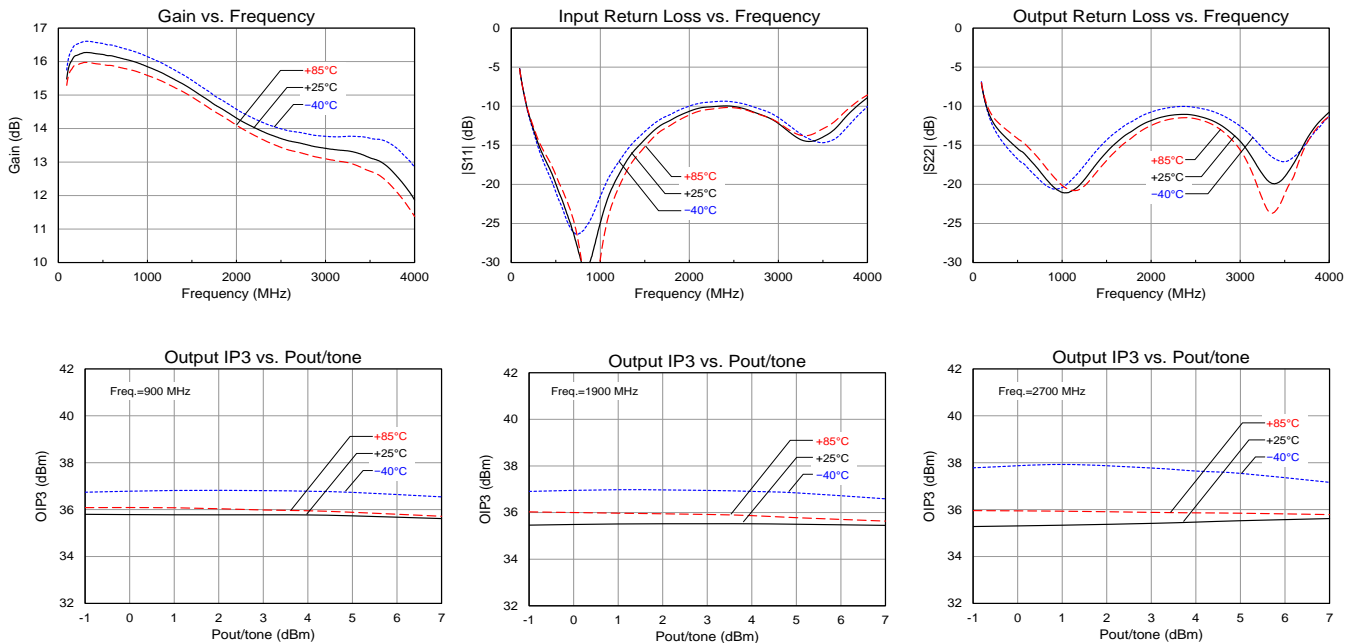 Gain vs. Frequency
17
16
15
14
13
12
11
10
Gain (dB)
0
1000
2000
3000
4000
Frequency (MHz)
+85°C
+25°C
−40°C
Input Return Loss vs. Frequency
0
-5
-10
-15
-20
-25
-30
|S11| (dB)
0
1000
2000
3000
4000
Frequency (MHz)
+85°C
+25°C
−40°C
Output Return Loss vs. Frequency
0
-5
-10
-15
-20
-25
-30
|S22| (dB)
0
1000
2000
3000
4000
Frequency (MHz)
+85°C
+25°C
−40°C
Output IP3 vs. Pout/tone
Freq.=900 MHz
42
40
38
36
34
32
OIP3 (dBm)
-1
0
1
2
3
4
5
6
7
Pout/tone (dBm)
+85°C
+25°C
−40°C
Output IP3 vs. Pout/tone
Freq.=1900 MHz
42
40
38
36
34
32
OIP3 (dBm)
-1
0
1
2
3
4
5
6
7
Pout/tone (dBm)
+85°C
+25°C
−40°C
Output IP3 vs. Pout/tone
Freq.=2700 MHz
42
40
38
36
34
32
OIP3 (dBm)
-1
0
1
2
3
4
5
6
7
Pout/tone (dBm)
+85°C
+25°C
−40°C